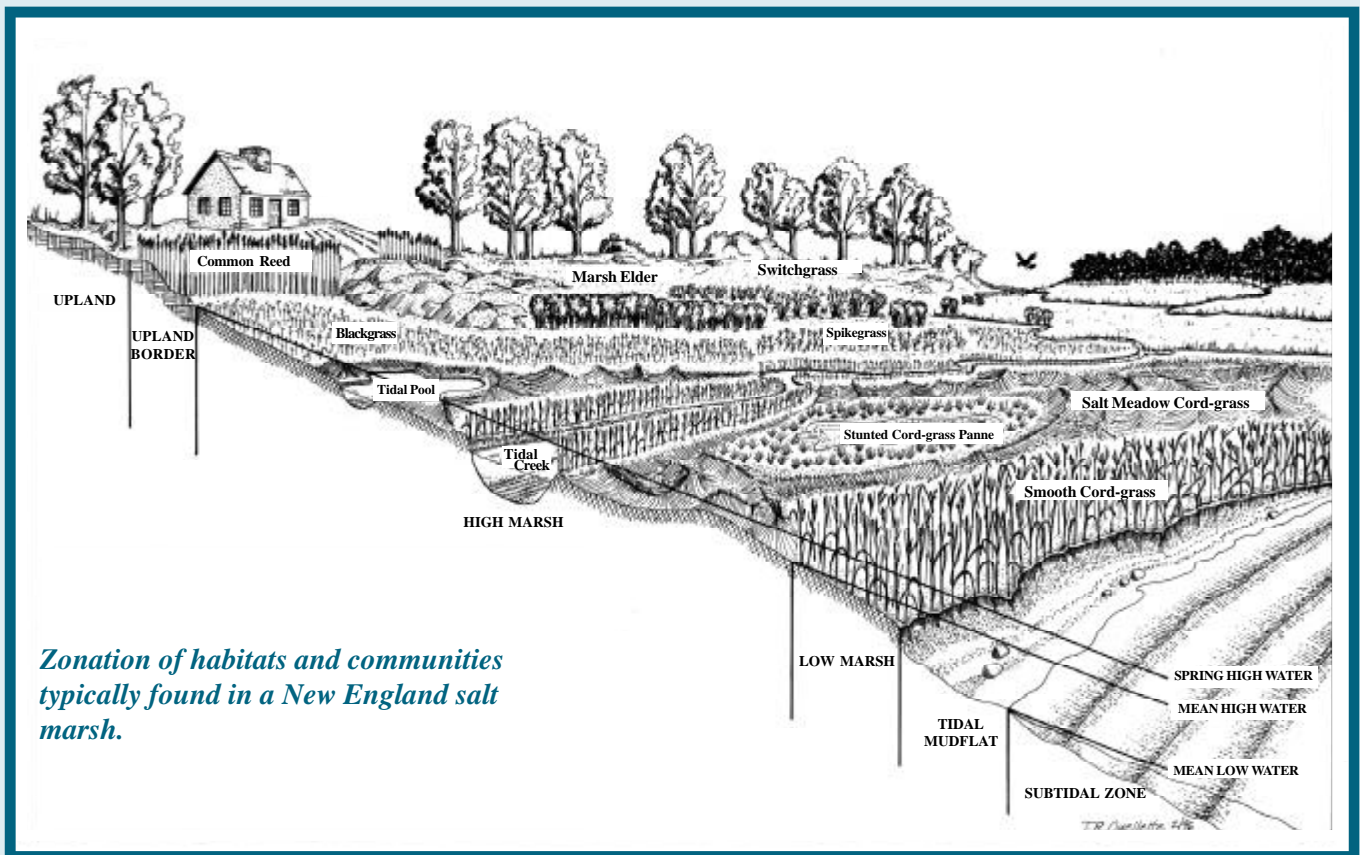 Common Reed
Marsh Elder
Switchgrass
UPLAND
UPLAND
BORDER
Blackgrass
Spikegrass
Tidal Pool
Salt Meadow Cord-grass
Stunted Cord-grass Panne
Tidal
Creek
Smooth Cord-grass
HIGH MARSH
Zonation of habitats and communities
typically found in a New England salt
marsh.
LOW MARSH
SPRING HIGH WATER
MEAN HIGH WATER
TIDAL
MUDFLAT
MEAN LOW WATER
SUBTIDAL ZONE